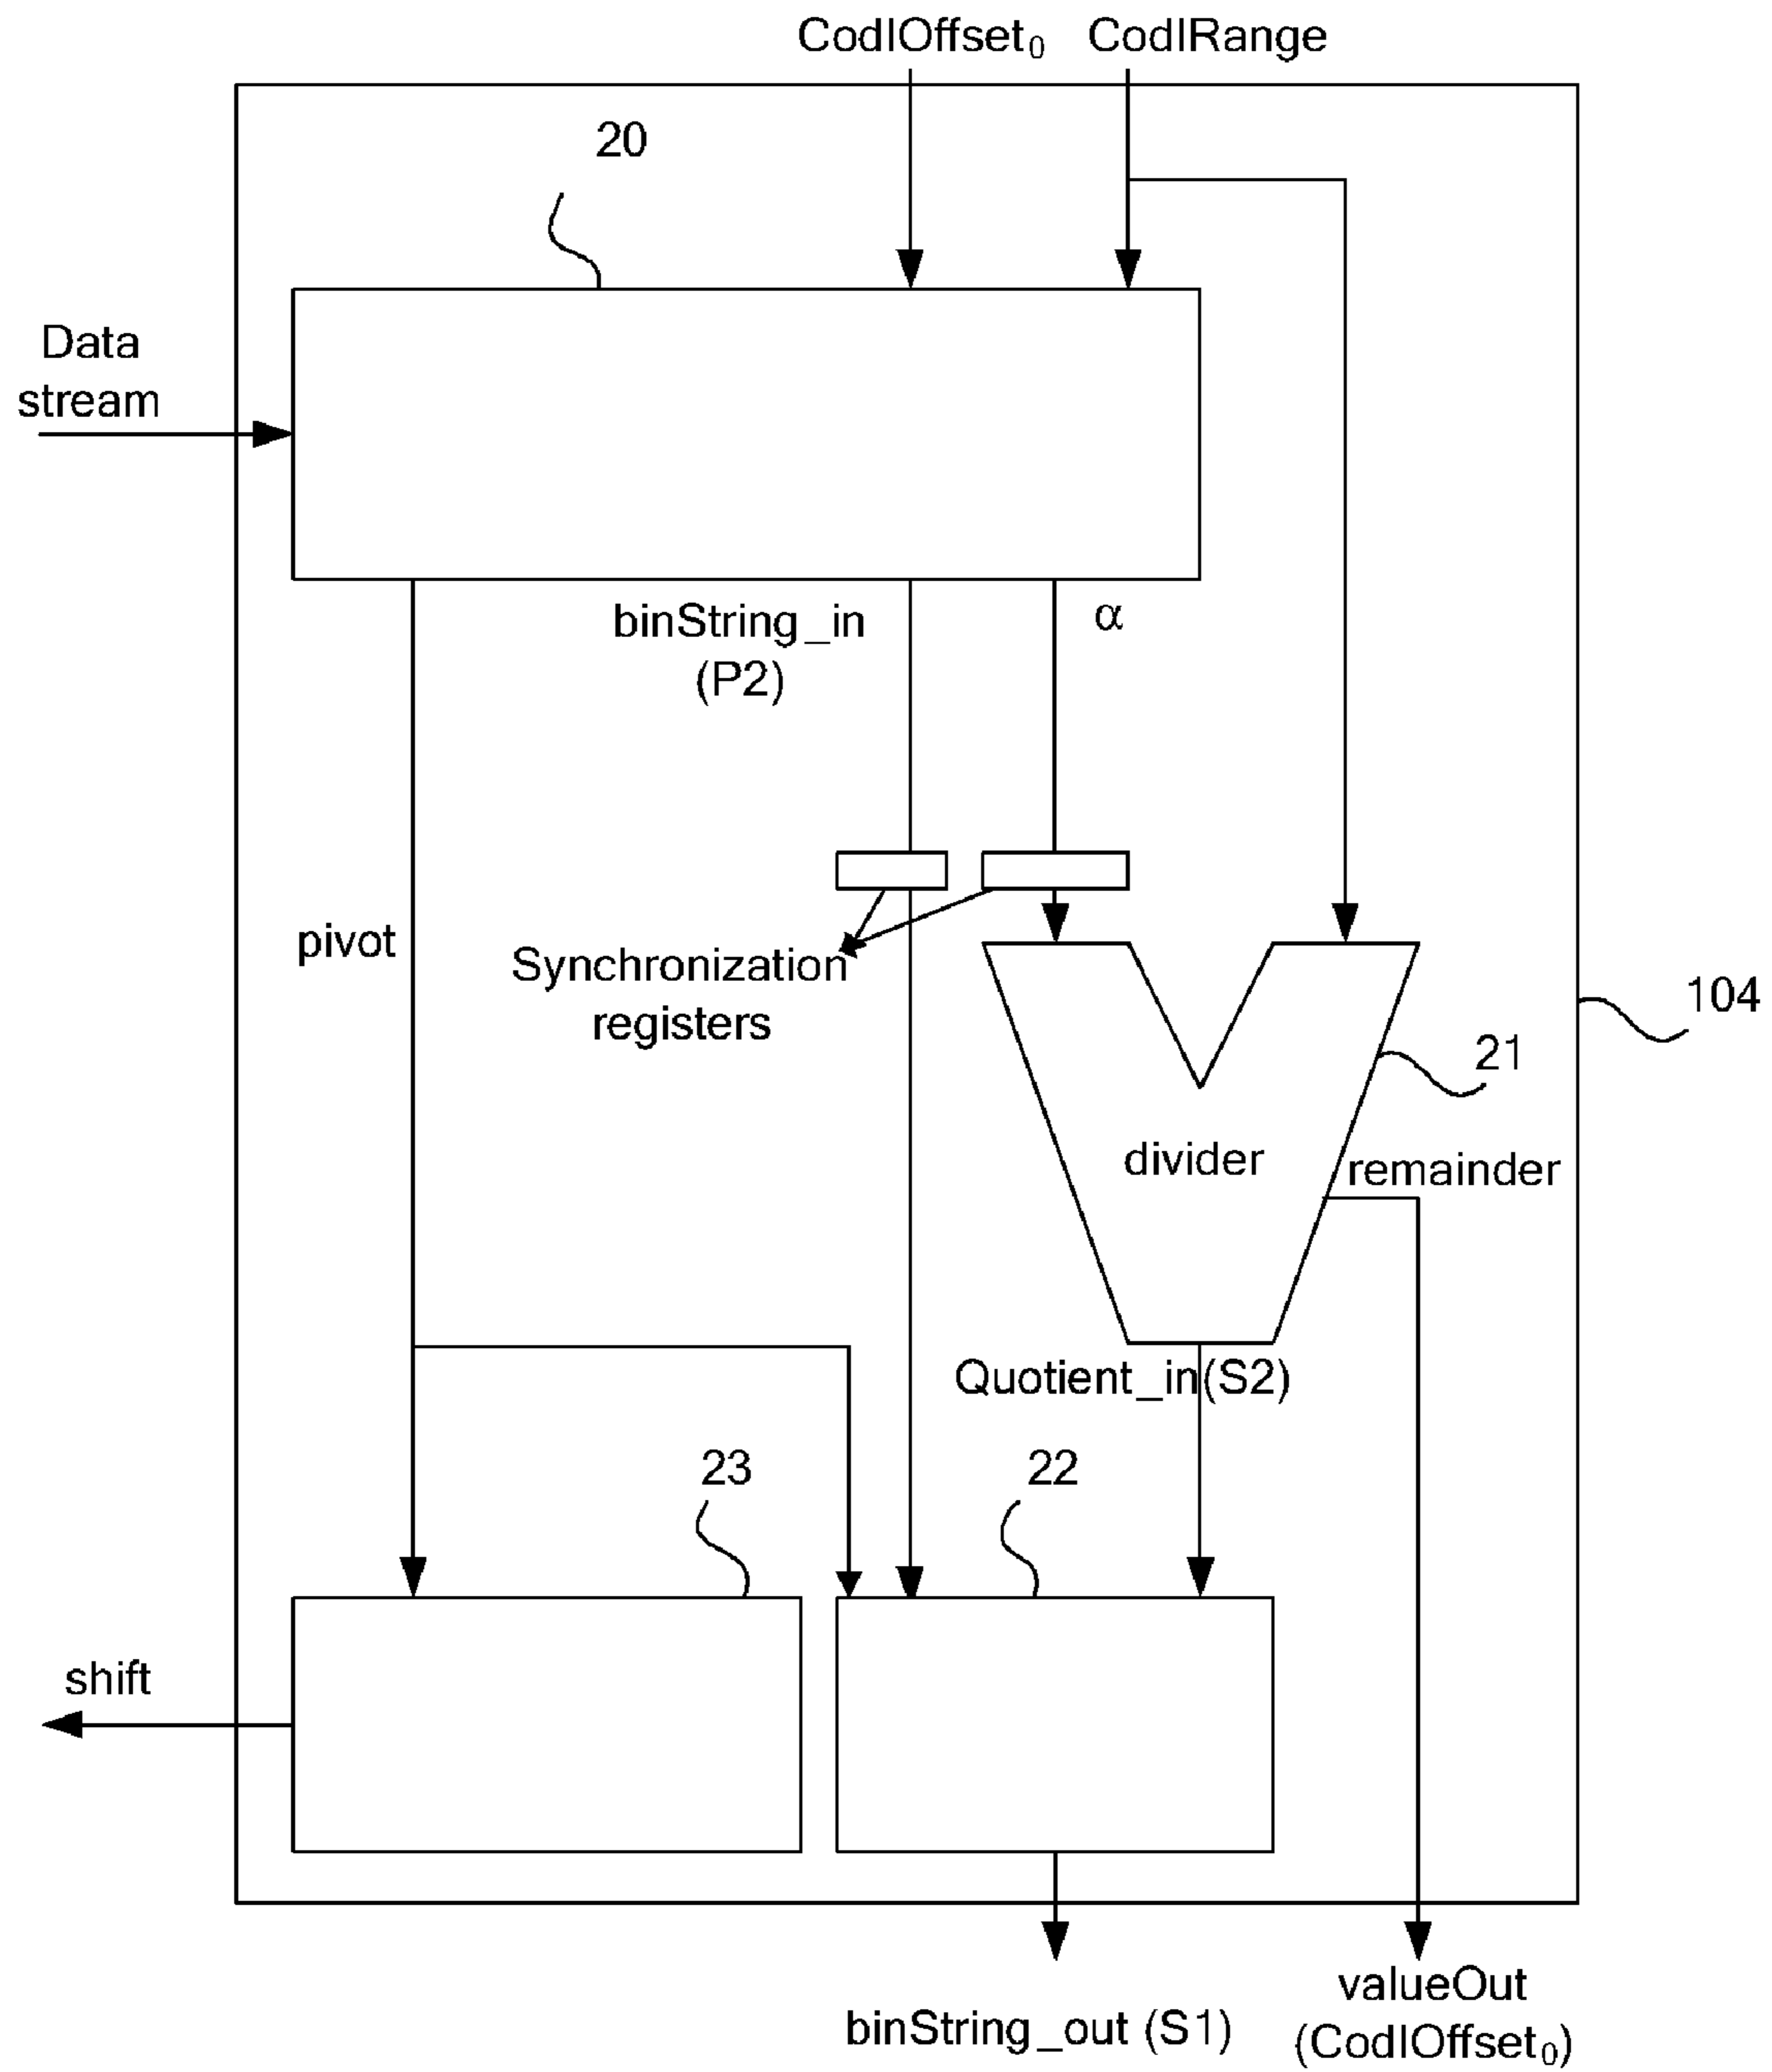 CodIOffset₀ CodIRange
20
Data
stream
binString_in
(P2)
α
pivot
Synchronization
registers
104
21
divider
remainder
Quotient_in(S2)
23
22
shift
binString_out (S1)
valueOut
(CodIOffset₀)